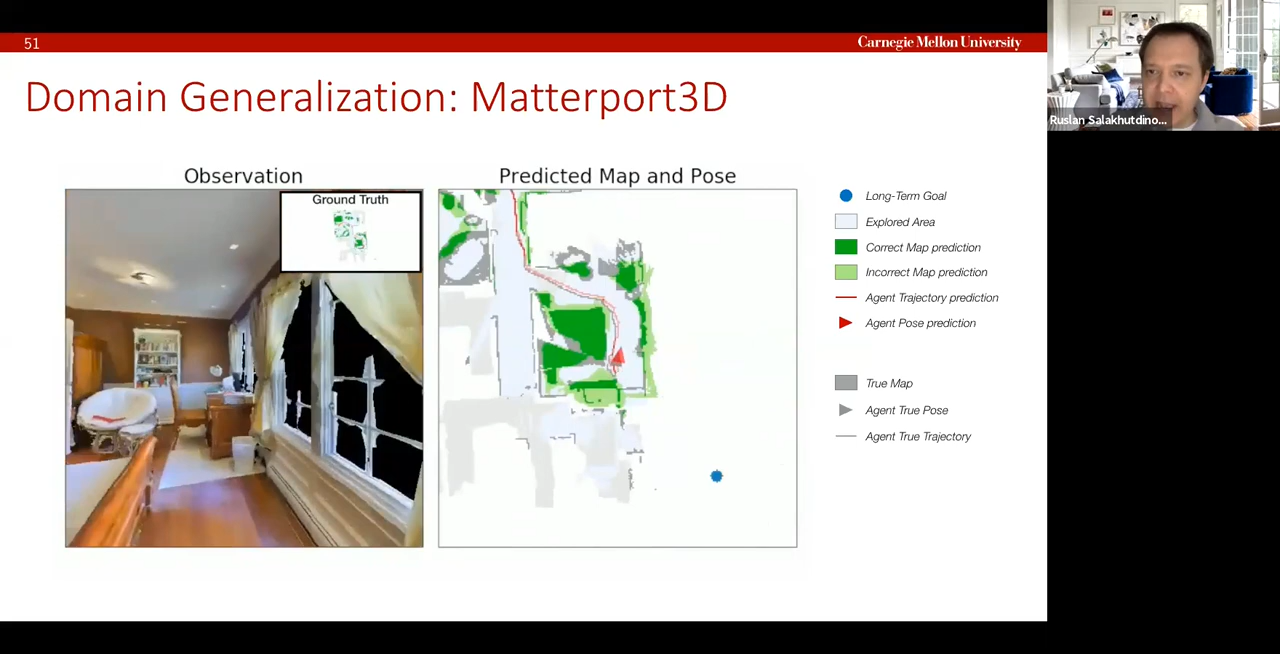 51
Carnegie Mellon University
Ruslan Salakhutdino...
Domain Generalization: Matterport3D
Observation
Ground Truth
Predicted Map and Pose
Long-Term Goal
Explored Area
Correct Map prediction
Incorrect Map prediction
Agent Trajectory prediction
Agent Pose prediction
True Map
Agent True Pose
Agent True Trajectory